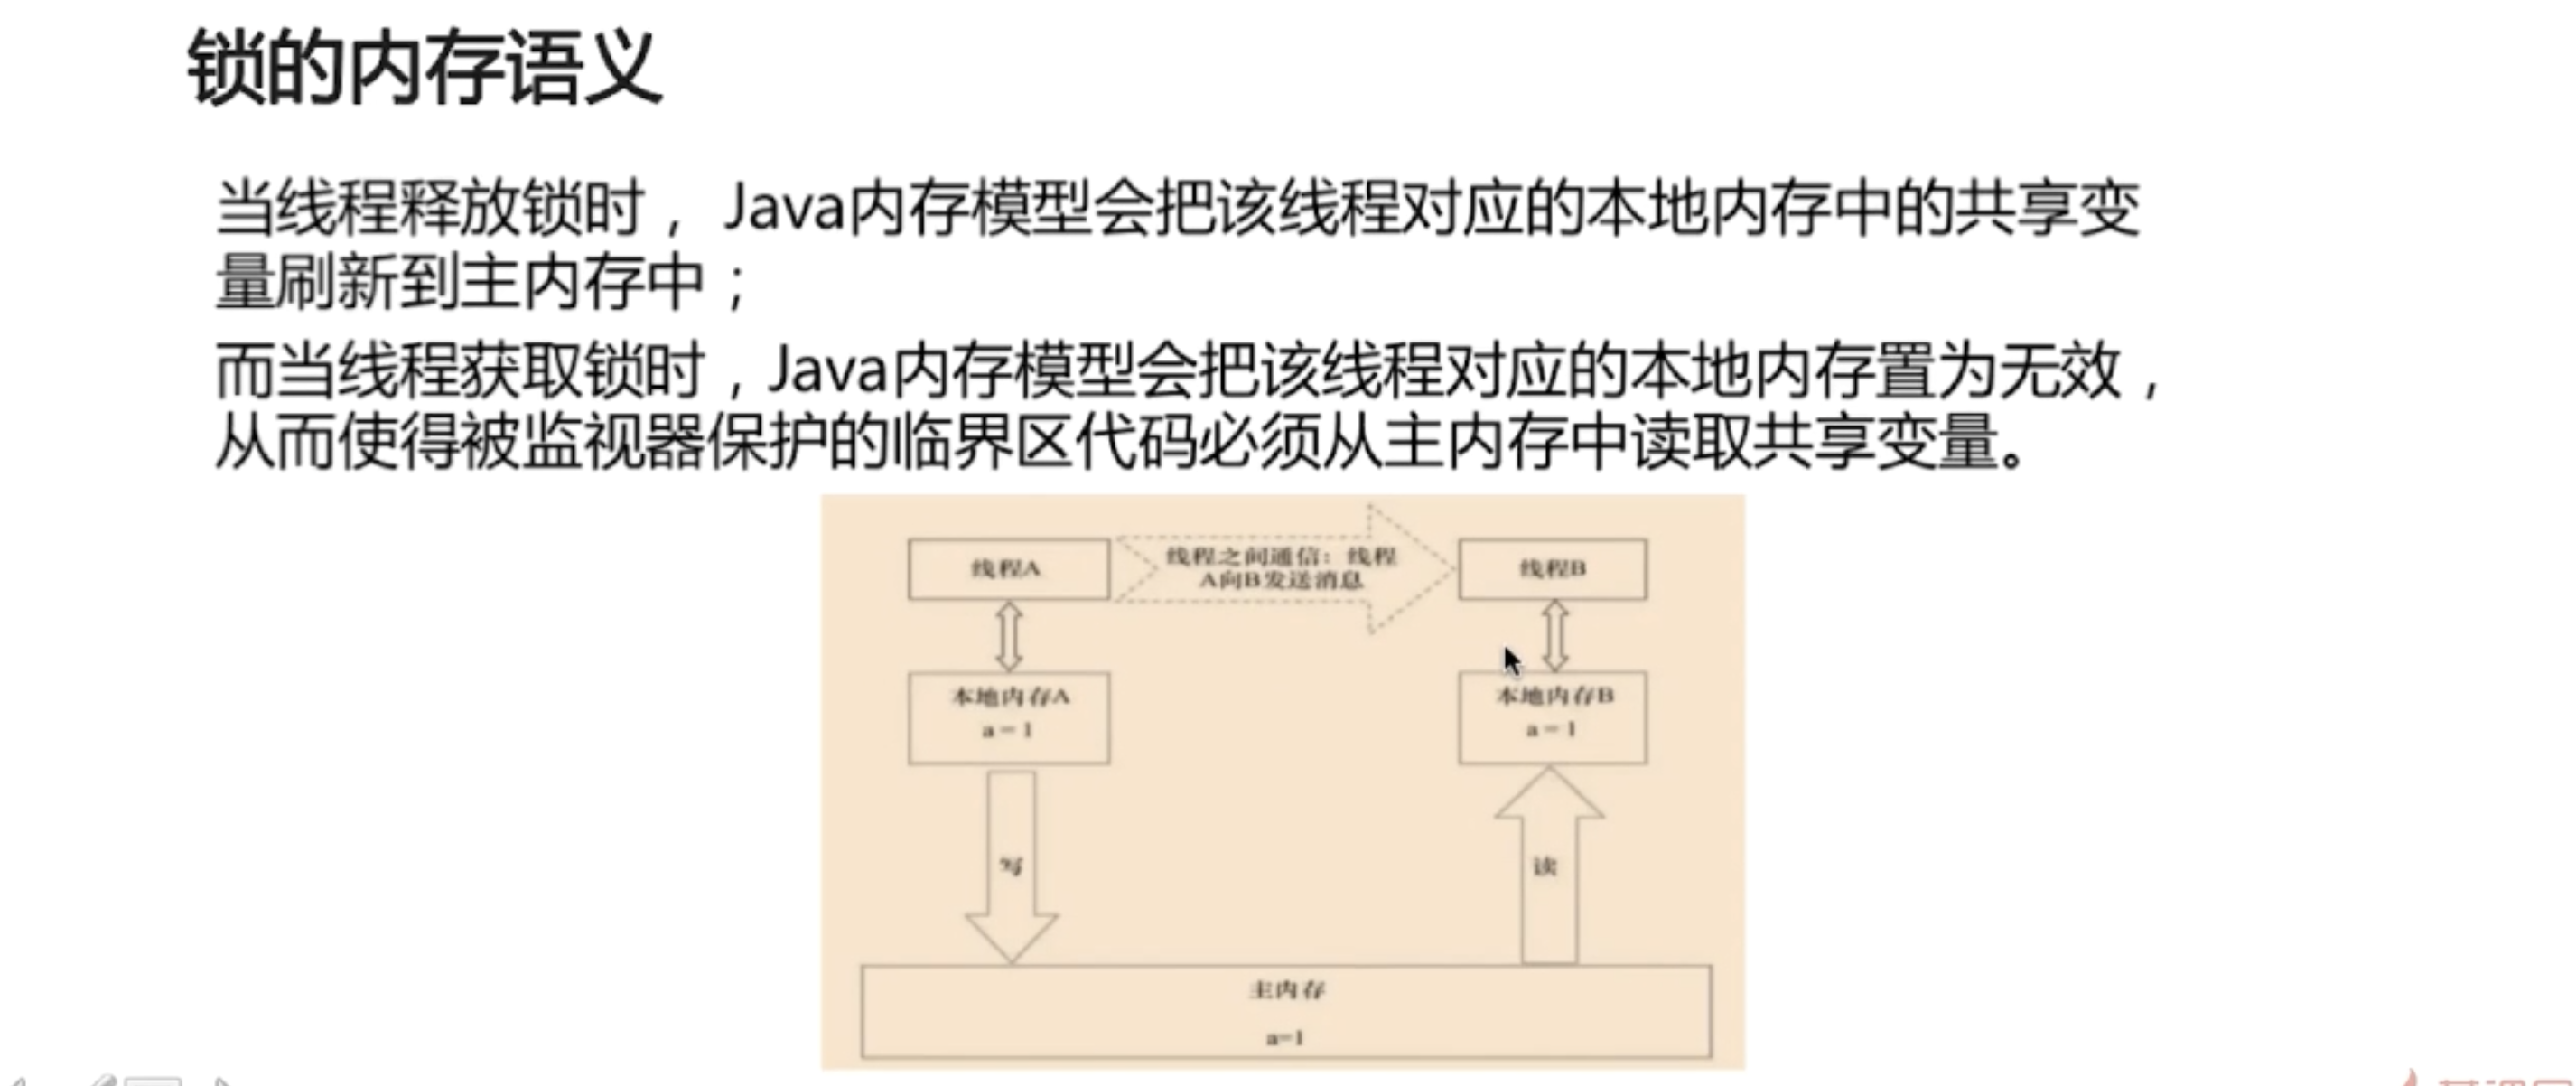 锁的内存语义
当线程释放锁时，Java内存模型会把该线程对应的本地内存中的共享变
量刷新到主内存中；
而当线程获取锁时，Java内存模型会把该线程对应的本地内存置为无效，
从而使得被监视器保护的临界区代码必须从主内存中读取共享变量。
线程A
线程之间通信：线程
A向B发送消息
线程B
本地内存A
a = 1
本地内存B
a = 1
写
读
主内存
a=1